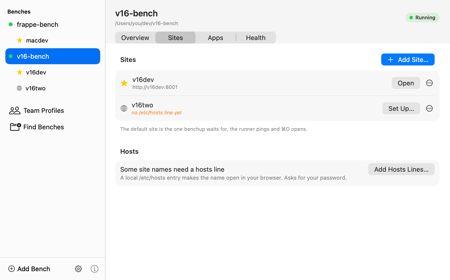 Benches
frappe-bench
macdev
v16-bench
v16dev
v16two
Team Profiles
Find Benches
Add Bench
v16-bench
/Users/you/dev/v16-bench
Running
Overview
Sites
Apps
Health
Sites
Add Site...
v16dev
http://v16dev:8001
Open
v16two
no /etc/hosts line yet
Set Up...
The default site is the one benchup waits for, the runner pings and ⌘O opens.
Hosts
Some site names need a hosts line
A local /etc/hosts entry makes the name open in your browser. Asks for your password.
Add Hosts Lines...